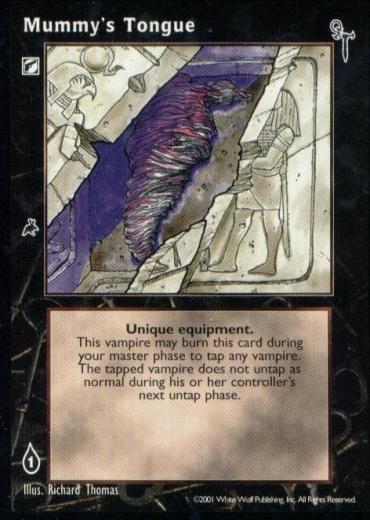 Mummy's Tongue
Unique equipment.
This vampire may burn this card during
your master phase to tap any vampire.
The tapped vampire does not untap as
normal during his or her controller's
next untap phase.
1
Illus. Richard Thomas
©2001 White Wolf Publishing, Inc. All Rights Reserved.